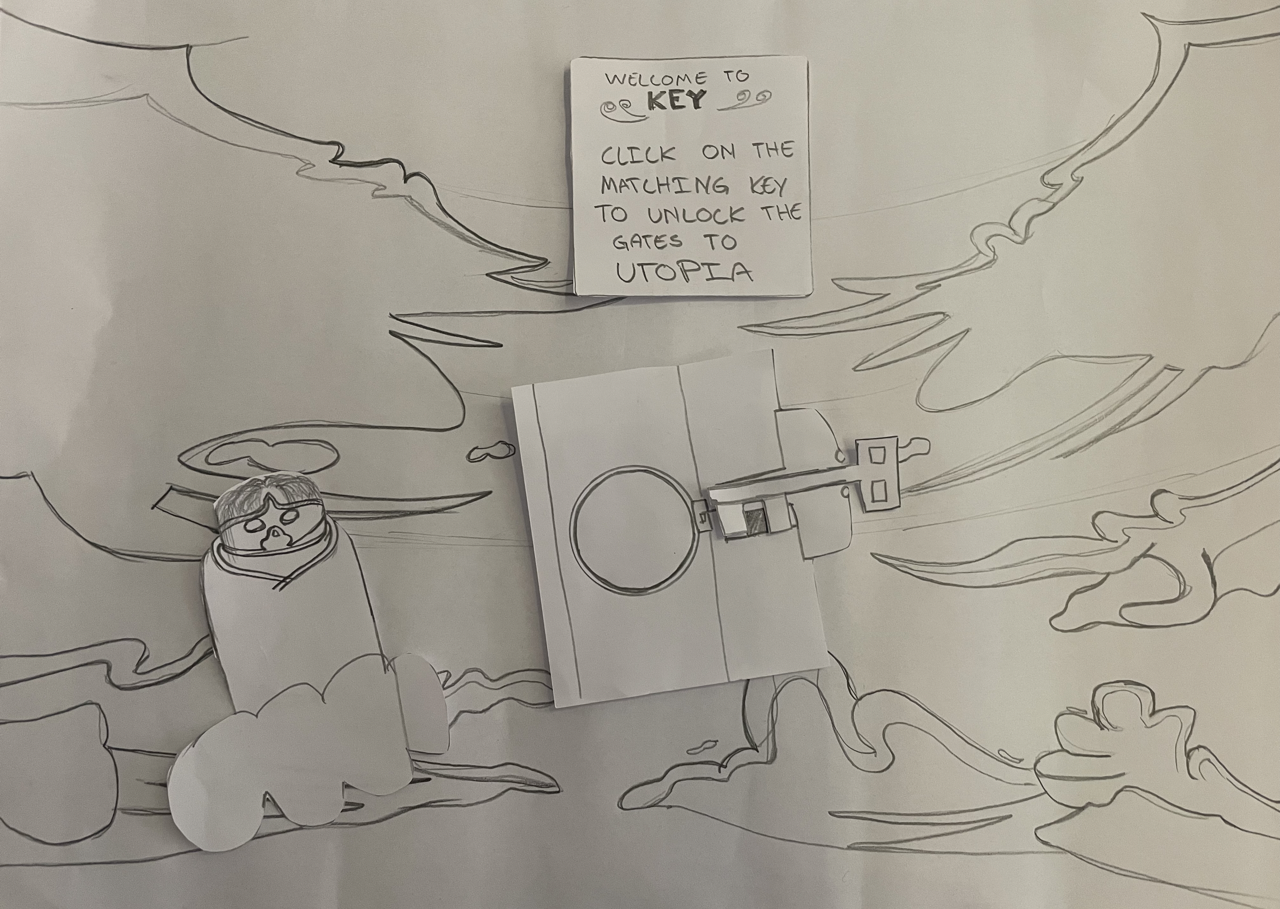 WELCOME TO
KEY
CLICK ON THE
MATCHING KEY
TO UNLOCK THE
GATES TO
UTOPIA